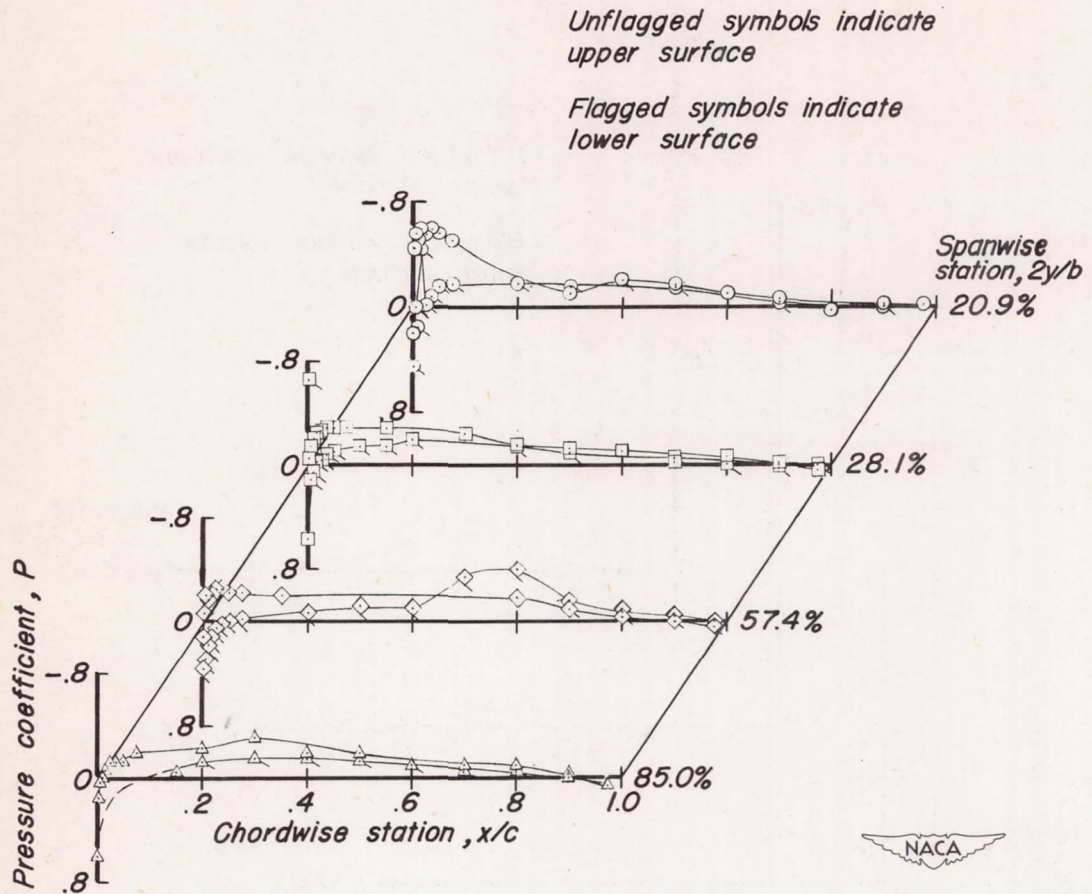 Unflagged symbols indicate
upper surface
Flagged symbols indicate
lower surface
-.8
0
.8
Spanwise
station, 2y/b
20.9%
-.8
0
.8
28.1%
-.8
0
.8
57.4%
-.8
0
.8
85.0%
.2
.4
.6
.8
1.0
Chordwise station, x/c
Pressure coefficient, P
NACA